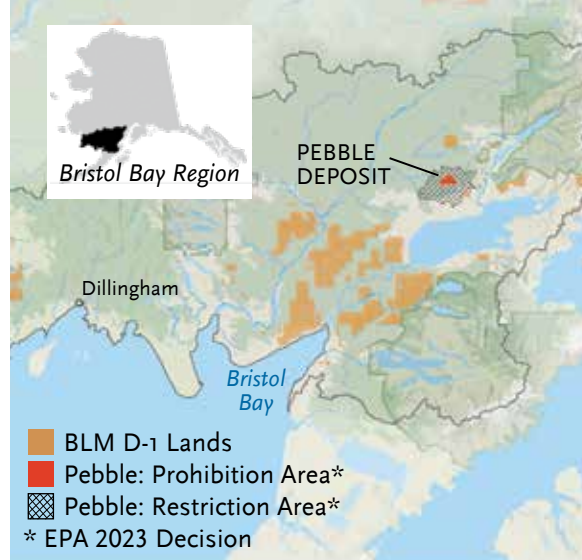 Bristol Bay Region
PEBBLE
DEPOSIT
Dillingham
Bristol
Bay
BLM D-1 Lands
Pebble: Prohibition Area*
Pebble: Restriction Area*
* EPA 2023 Decision